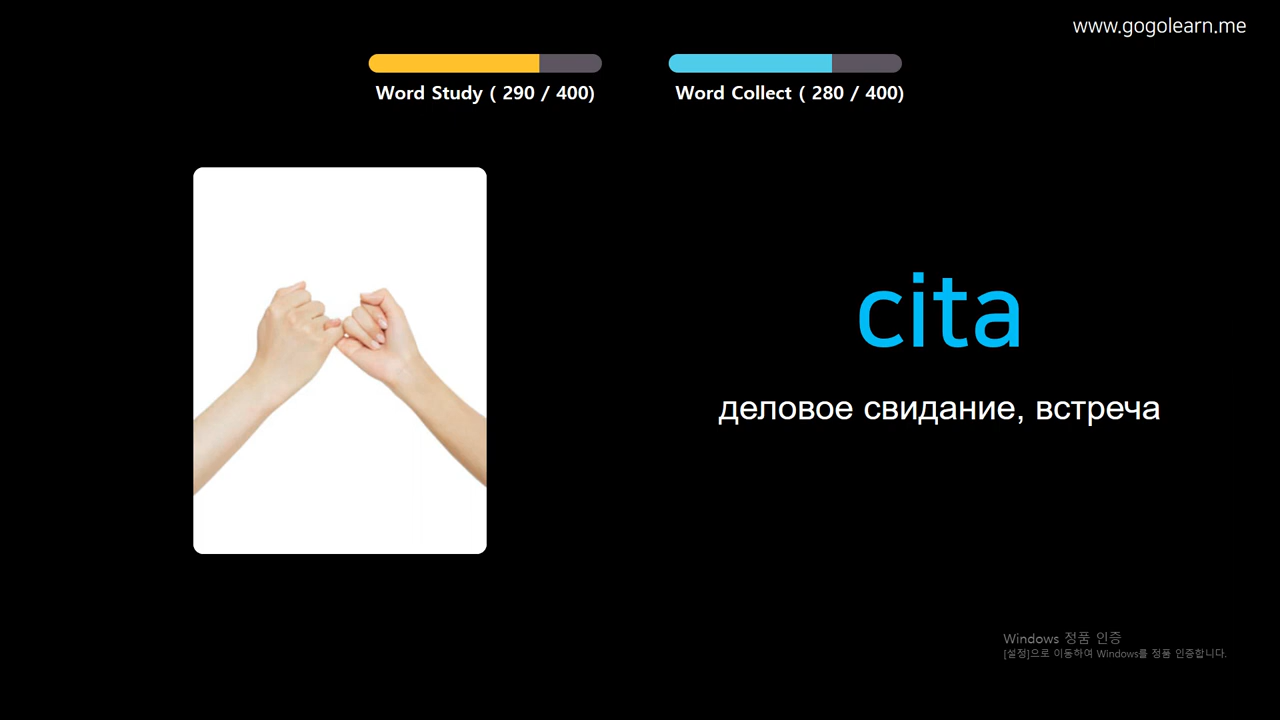 www.gogolearn.me
Word Study ( 290 / 400)
Word Collect ( 280 / 400)
cita
деловое свидание, встреча
Windows 정품 인증
[설정]으로 이동하여 Windows를 정품 인증합니다.